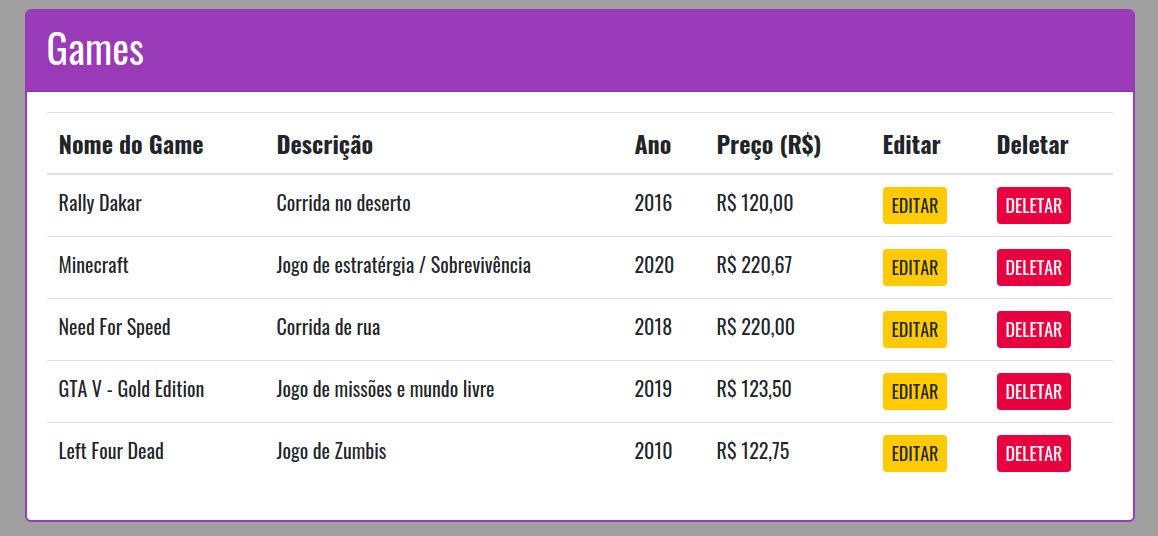 Games
Nome do Game Descrição Ano Preço (R$) Editar Deletar
Rally Dakar Corrida no deserto 2016 R$ 120,00 EDITAR DELETAR
Minecraft Jogo de estratérgia / Sobrevivência 2020 R$ 220,67 EDITAR DELETAR
Need For Speed Corrida de rua 2018 R$ 220,00 EDITAR DELETAR
GTA V - Gold Edition Jogo de missões e mundo livre 2019 R$ 123,50 EDITAR DELETAR
Left Four Dead Jogo de Zumbis 2010 R$ 122,75 EDITAR DELETAR